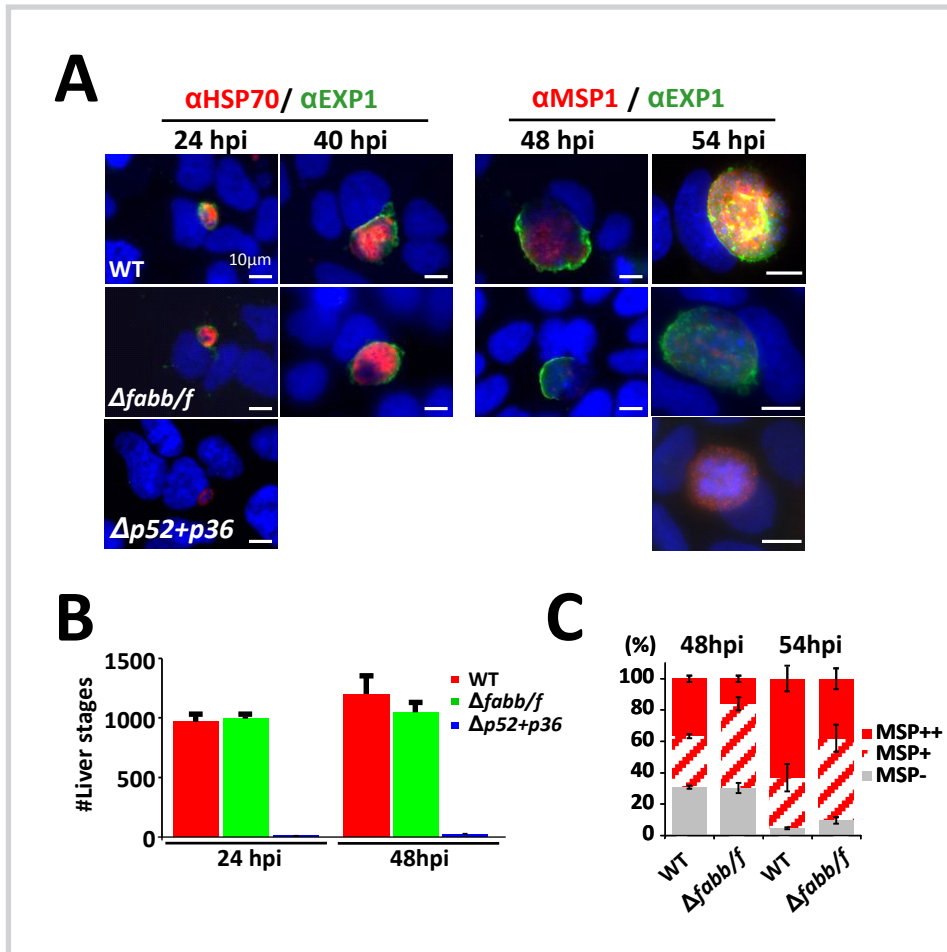 A
αHSP70/ αEXP1
αMSP1 / αEXP1
24 hpi
40 hpi
48 hpi
54 hpi
10μm
WT
Δfabb/f
Δp52+p36
B
#Liver stages
1500
1000
500
0
WT
Δfabb/f
Δp52+p36
24 hpi
48hpi
C
(%)
48hpi
54hpi
100
80
60
40
20
0
MSP++
MSP+
MSP-
WT
Δfabb/f
WT
Δfabb/f